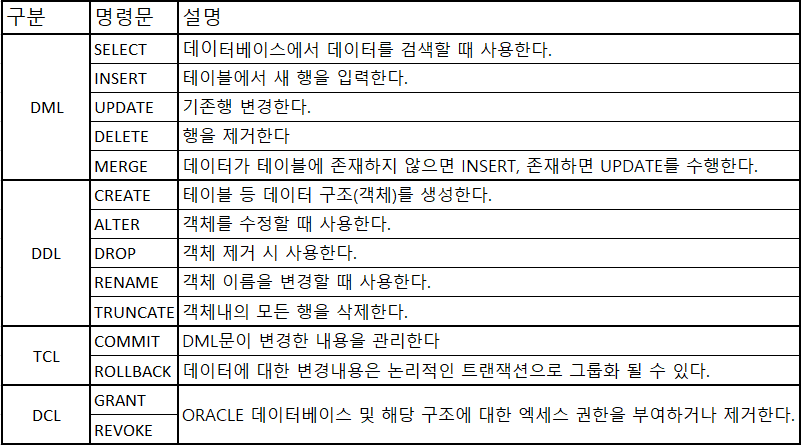 구분 명령문 설명
DML
SELECT 데이터베이스에서 데이터를 검색할 때 사용한다.
INSERT 테이블에서 새 행을 입력한다.
UPDATE 기존행 변경한다.
DELETE 행을 제거한다
MERGE 데이터가 테이블에 존재하지 않으면 INSERT, 존재하면 UPDATE를 수행한다.
DDL
CREATE 테이블 등 데이터 구조(객체)를 생성한다.
ALTER 객체를 수정할 때 사용한다.
DROP 객체 제거 시 사용한다.
RENAME 객체 이름을 변경할 때 사용한다.
TRUNCATE 객체내의 모든 행을 삭제한다.
TCL
COMMIT DML문이 변경한 내용을 관리한다
ROLLBACK 데이터에 대한 변경내용은 논리적인 트랜잭션으로 그룹화 될 수 있다.
DCL
GRANT
REVOKE
ORACLE 데이터베이스 및 해당 구조에 대한 엑세스 권한을 부여하거나 제거한다.